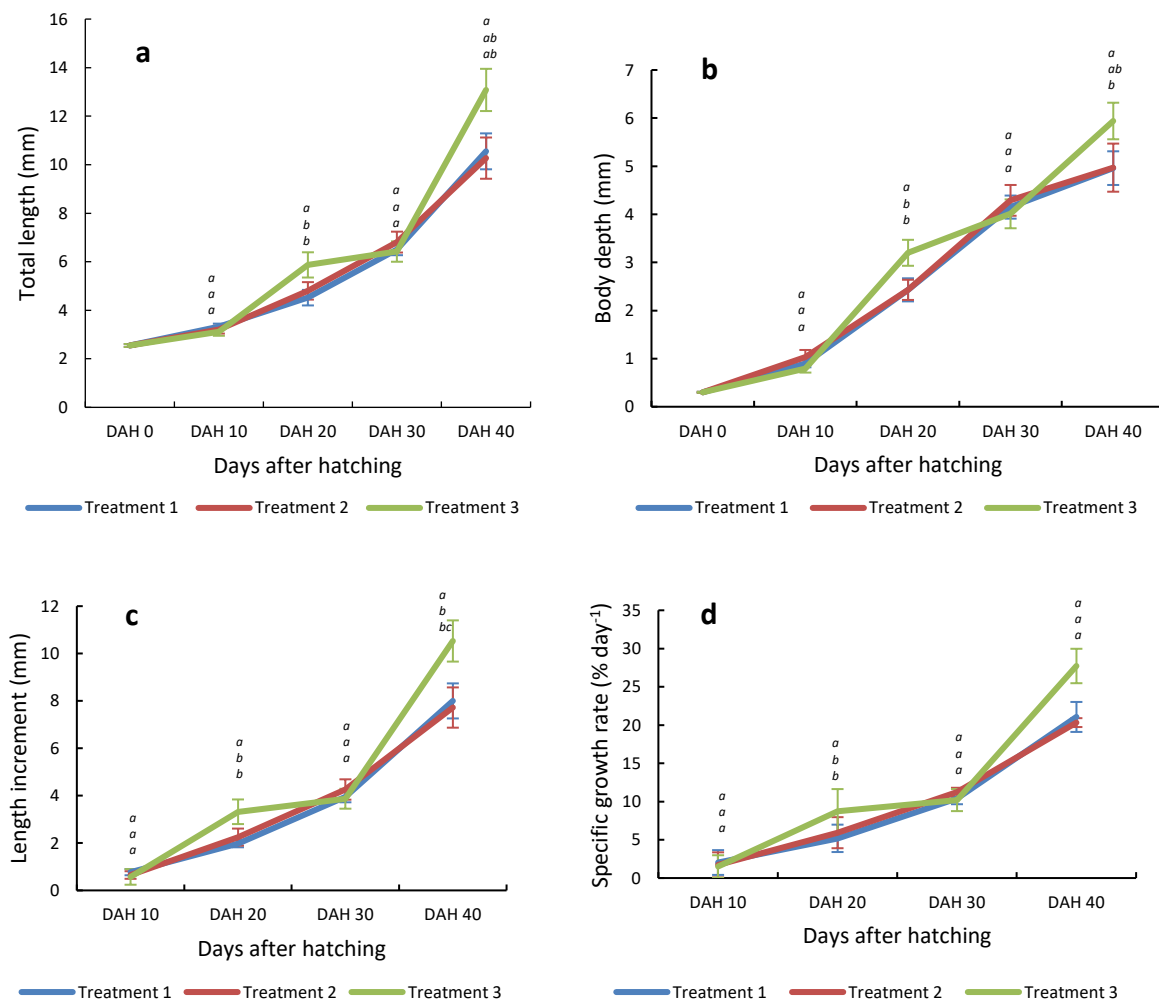 a
Total length (mm)
16
14
12
10
8
6
4
2
0
a
a
a
a
b
b
a
a
a
a
ab
ab
DAH 0 DAH 10 DAH 20 DAH 30 DAH 40
Days after hatching
Treatment 1 Treatment 2 Treatment 3
b
Body depth (mm)
7
6
5
4
3
2
1
0
a
a
a
a
b
b
a
a
a
a
ab
b
DAH 0 DAH 10 DAH 20 DAH 30 DAH 40
Days after hatching
Treatment 1 Treatment 2 Treatment 3
c
Length increment (mm)
12
10
8
6
4
2
0
a
a
a
a
b
b
a
a
a
a
b
bc
DAH 10 DAH 20 DAH 30 DAH 40
Days after hatching
Treatment 1 Treatment 2 Treatment 3
d
Specific growth rate (% day⁻¹)
35
30
25
20
15
10
5
0
a
a
a
a
b
b
a
a
a
a
a
a
DAH 10 DAH 20 DAH 30 DAH 40
Days after hatching
Treatment 1 Treatment 2 Treatment 3